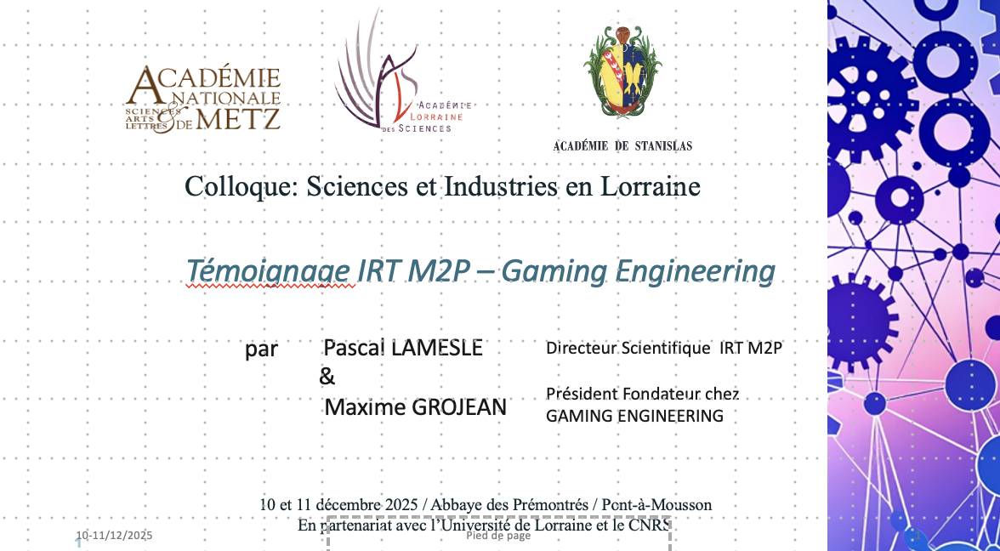 ACADÉMIE
NATIONALE
SCIENCES
ARTS
LETTRES & DE METZ
ACADÉMIE
LORRAINE
DES SCIENCES
ACADÉMIE DE STANISLAS
Colloque: Sciences et Industries en Lorraine
Témoignage IRT M2P – Gaming Engineering
par Pascal LAMESLE Directeur Scientifique IRT M2P
&
Maxime GROJEAN Président Fondateur chez
GAMING ENGINEERING
10 et 11 décembre 2025 / Abbaye des Prémontrés / Pont-à-Mousson
En partenariat avec l’Université de Lorraine et le CNRS
10-11/12/2025 Pied de page 1
1